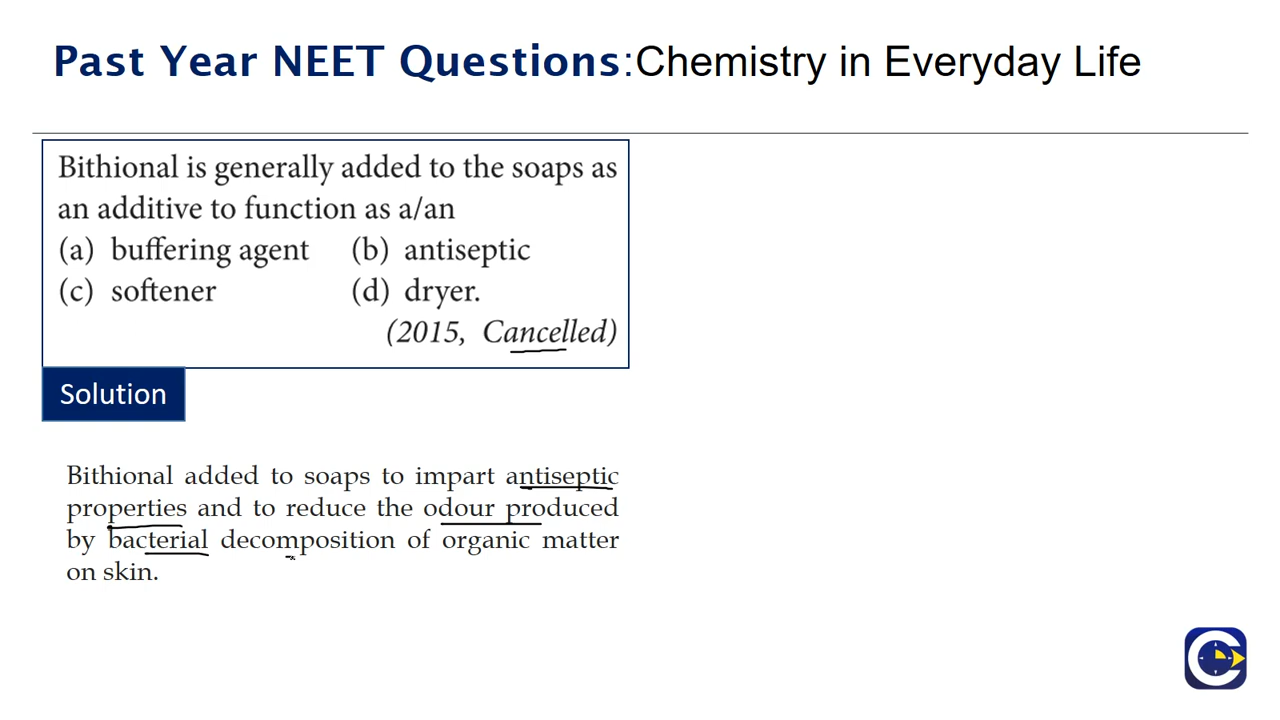 Past Year NEET Questions:Chemistry in Everyday Life
Bithional is generally added to the soaps as
an additive to function as a/an
(a) buffering agent (b) antiseptic
(c) softener (d) dryer.
(2015, Cancelled)
Solution
Bithional added to soaps to impart antiseptic
properties and to reduce the odour produced
by bacterial decomposition of organic matter
on skin.